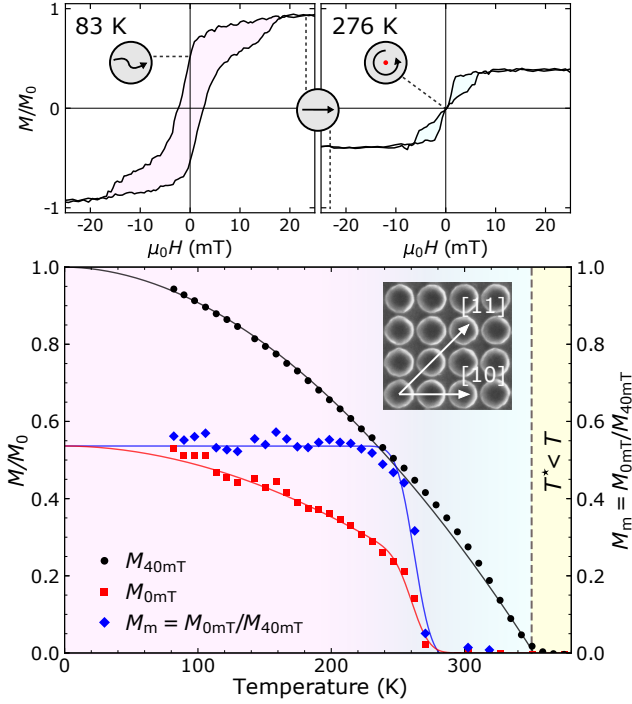 83 K
276 K
M/M₀
1
0
-1
-20 -10 0 10 20
-20 -10 0 10 20
μ₀H (mT)
μ₀H (mT)
1.0
0.8
0.6
0.4
0.2
0.0
M/M₀
[11]
[10]
T* < T
M₄₀mT
M₀mT
Mₘ = M₀mT/M₄₀mT
0 100 200 300
Temperature (K)
1.0
0.8
0.6
0.4
0.2
0.0
Mₘ = M₀mT/M₄₀mT